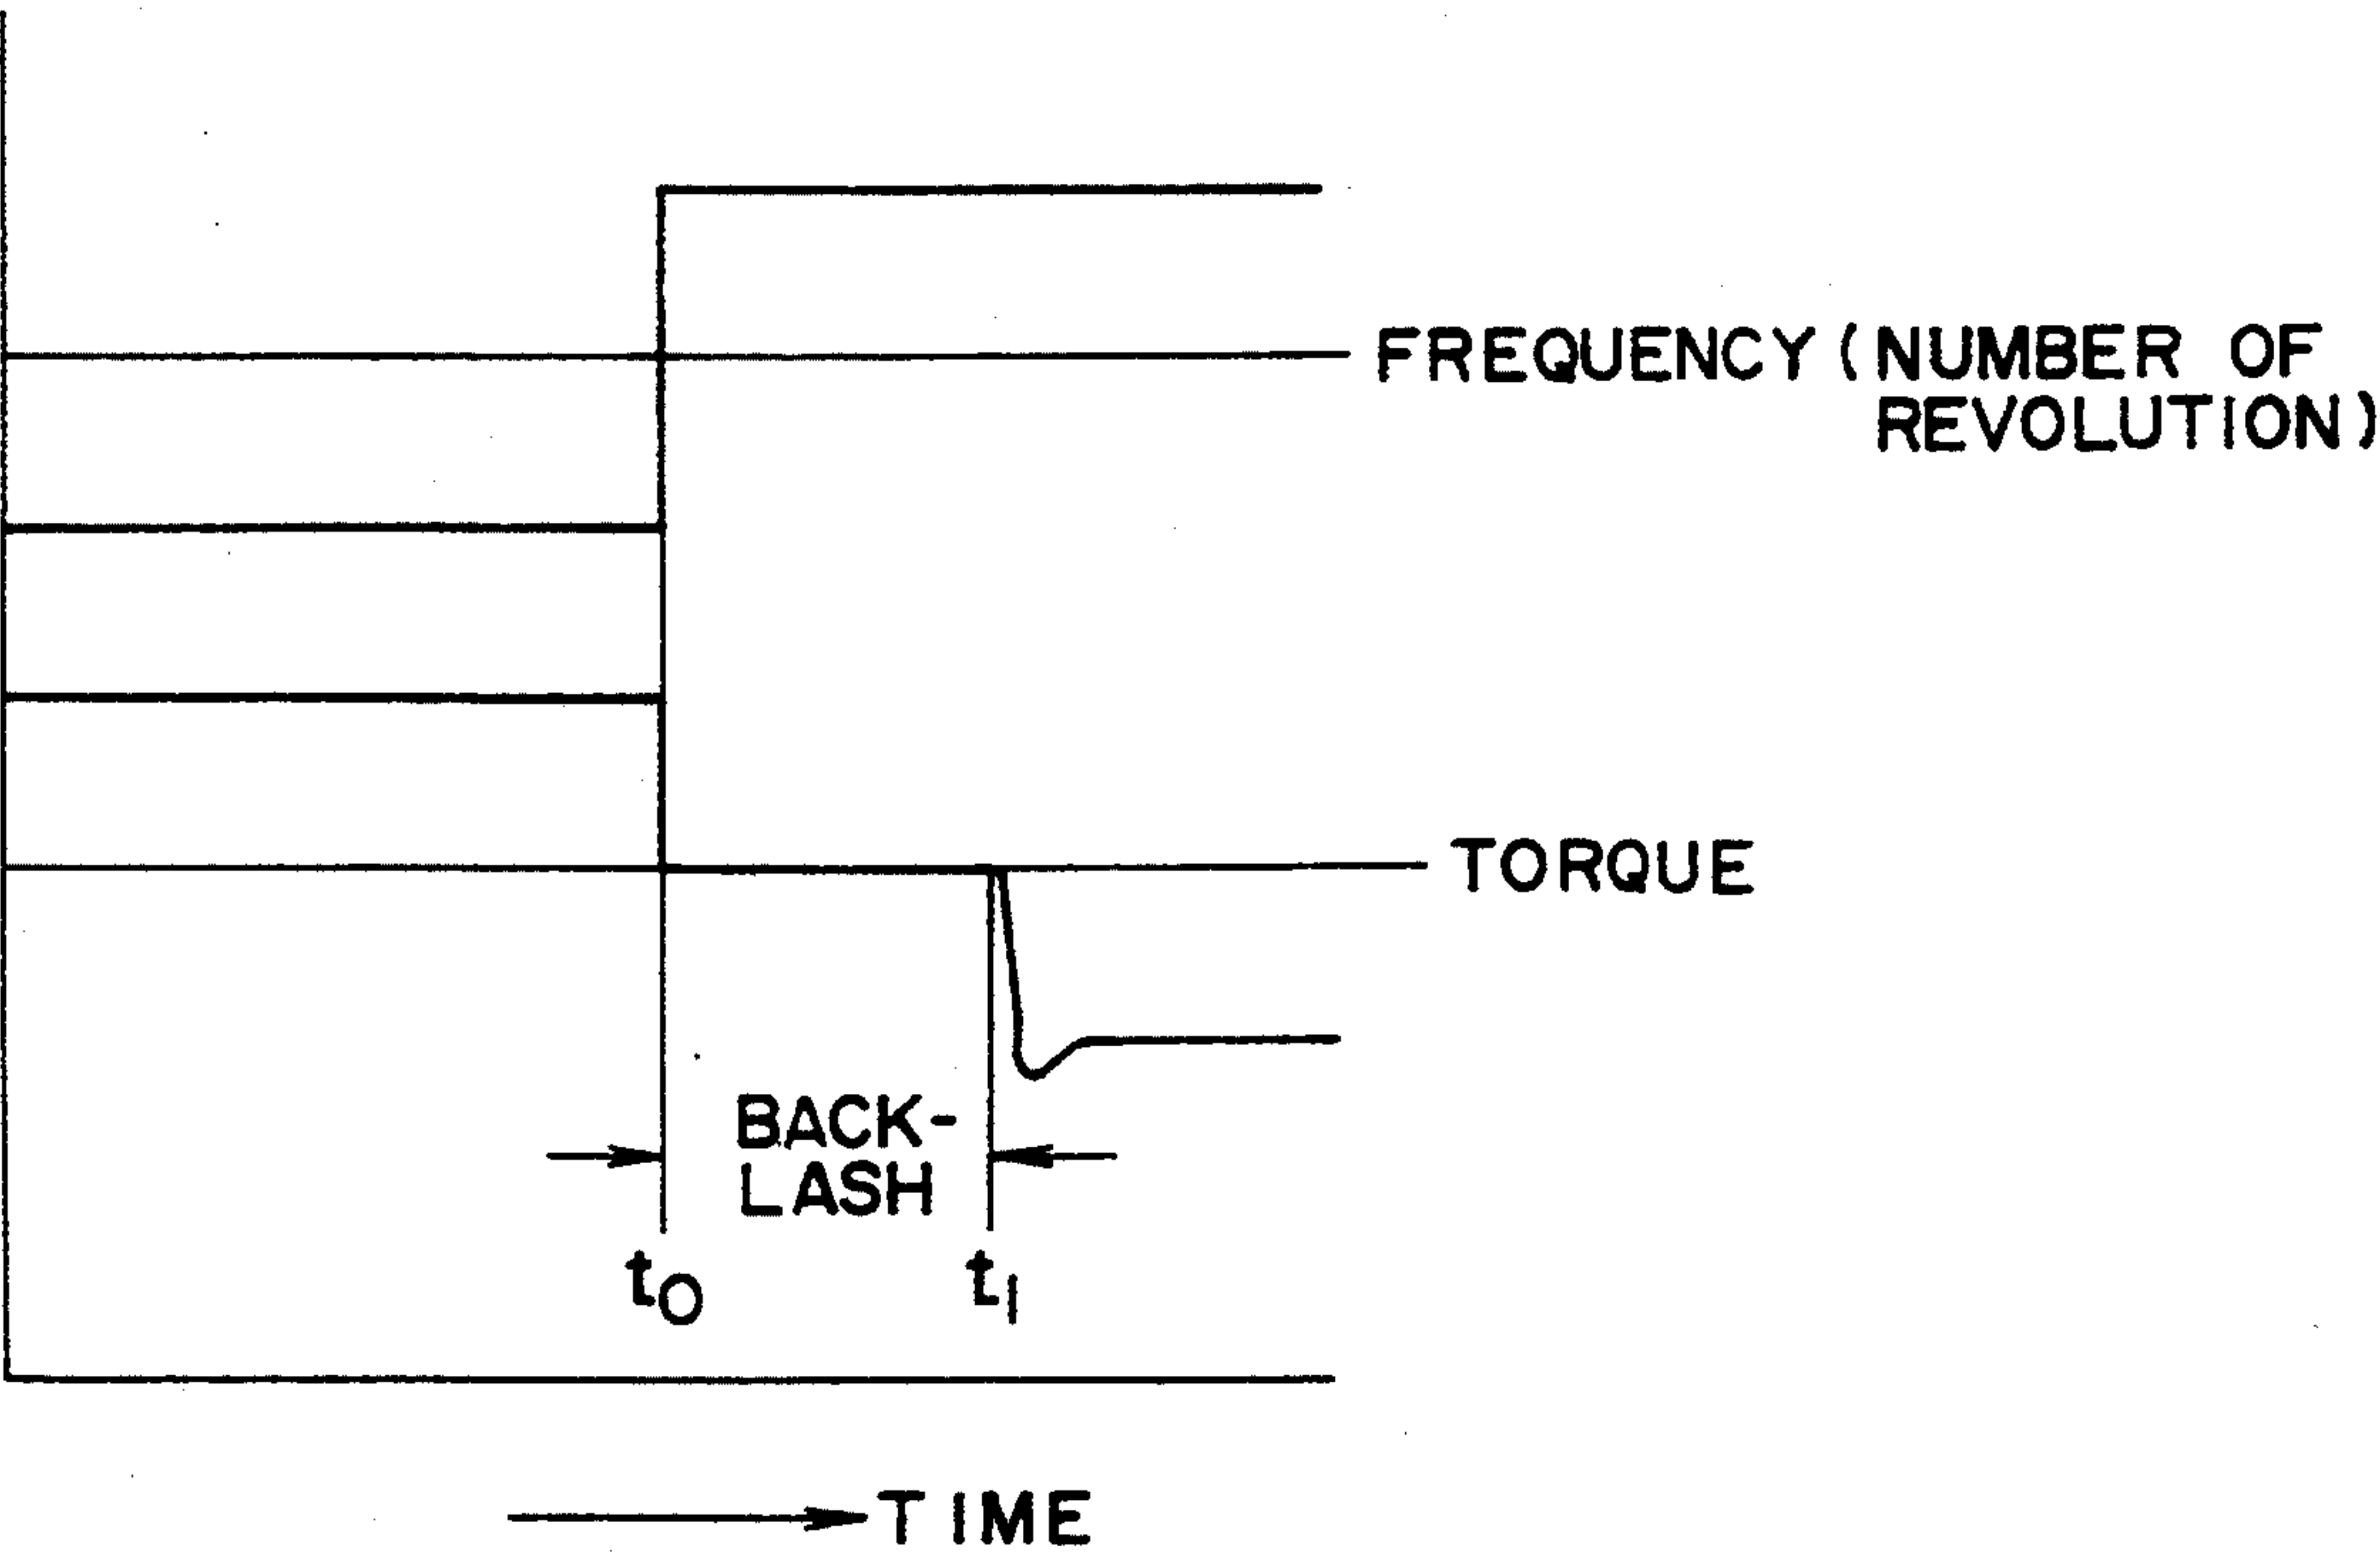 FREQUENCY (NUMBER OF
REVOLUTION)
TORQUE
BACK-
LASH
t0
t1
TIME